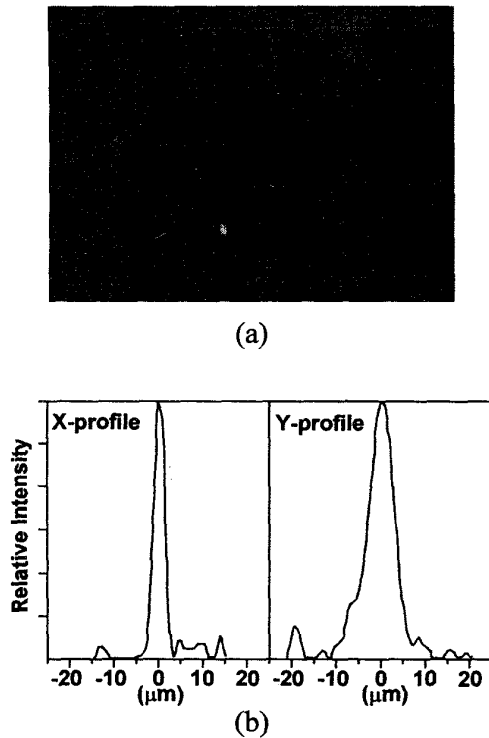 (a)
X-profile
Y-profile
Relative Intensity
-20 -10 0 10 20
(μm)
-20 -10 0 10 20
(μm)
(b)